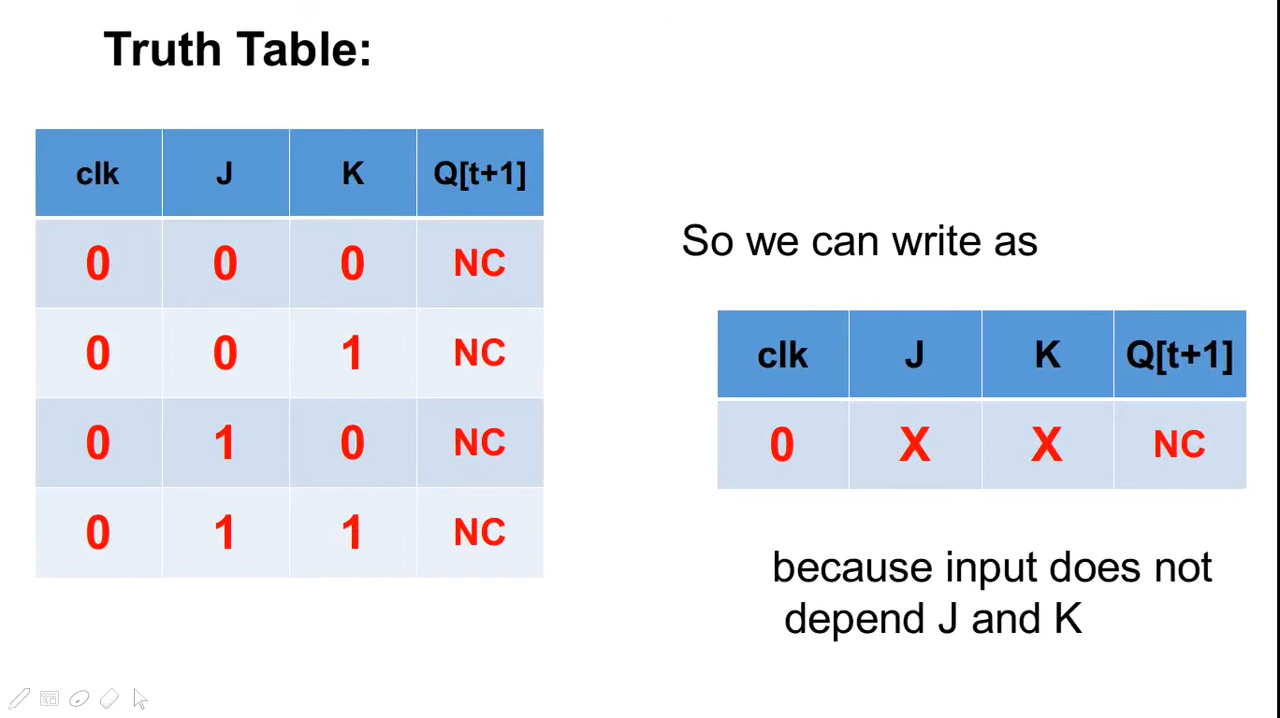 Truth Table:
clk J K Q[t+1]
0 0 0 NC
0 0 1 NC
0 1 0 NC
0 1 1 NC
So we can write as
clk J K Q[t+1]
0 X X NC
because input does not
depend J and K